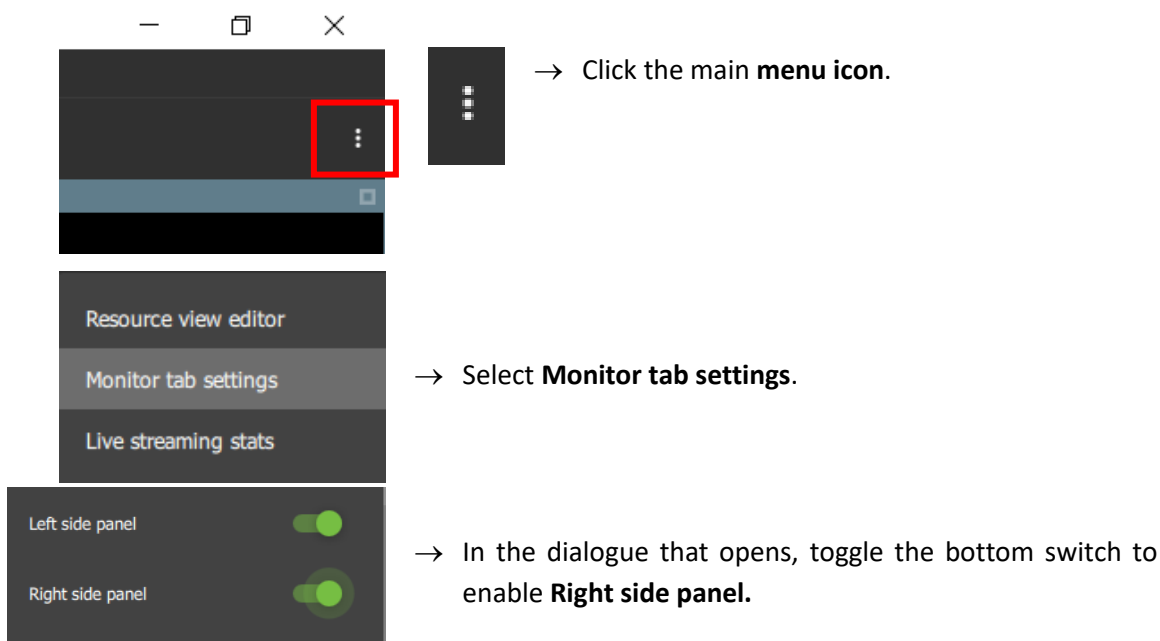 → Click the main menu icon.
Resource view editor
Monitor tab settings
Live streaming stats
→ Select Monitor tab settings.
Left side panel
Right side panel
→ In the dialogue that opens, toggle the bottom switch to
enable Right side panel.